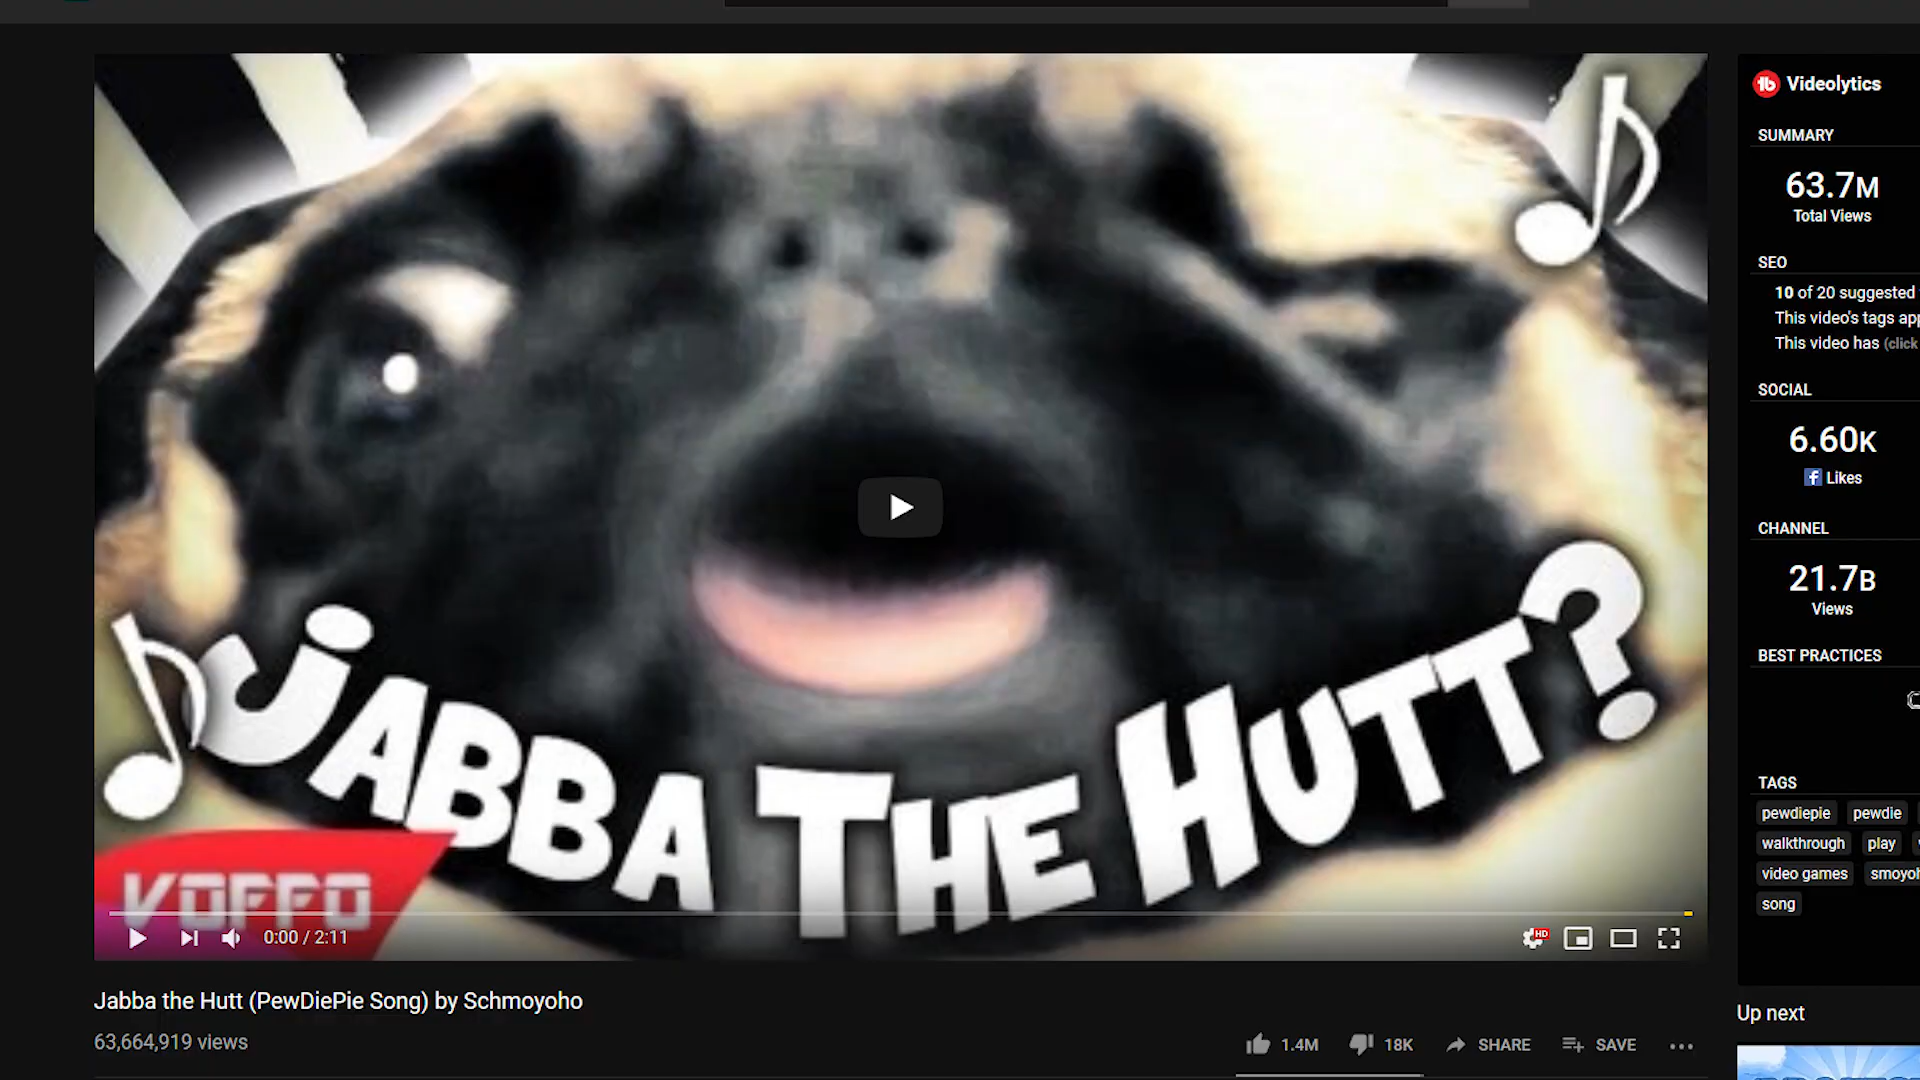 JABBA THE HUTT?
VOFFO
0:00 / 2:11
HD
Jabba the Hutt (PewDiePie Song) by Schmoyoho
63,664,919 views
1.4M
18K
SHARE
SAVE
Videolytics
SUMMARY
63.7M
Total Views
SEO
10 of 20 suggested
This video's tags
This video has (click
SOCIAL
6.60K
f Likes
CHANNEL
21.7B
Views
BEST PRACTICES
TAGS
pewdiepie pewdie
walkthrough play
video games
song
Up next